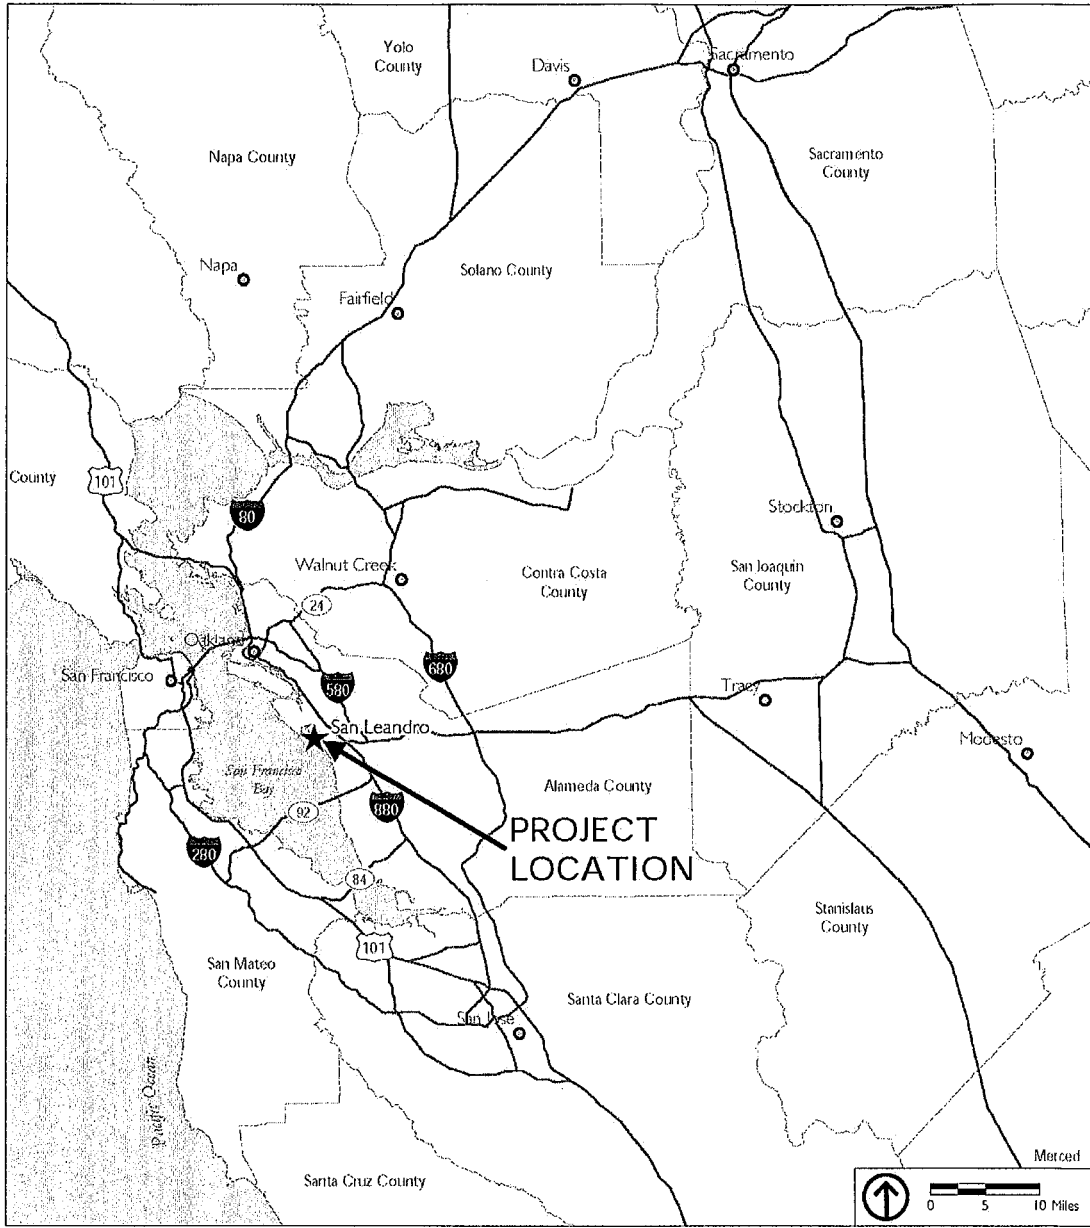 Yolo
County
Davis
Sacramento
Napa County
Sacramento
County
Napa
Solano County
Fairfield
County
101
80
Stockton
Walnut Creek
Contra Costa
County
San Joaquin
County
24
Oakland
San Francisco
680
580
Tracy
San Leandro
Modesto
San Francisco
Bay
Alameda County
92
880
280
PROJECT
LOCATION
84
Stanislaus
County
101
San Mateo
County
Santa Clara County
San Jose
Pacific Ocean
Merced
Santa Cruz County
0 5 10 Miles